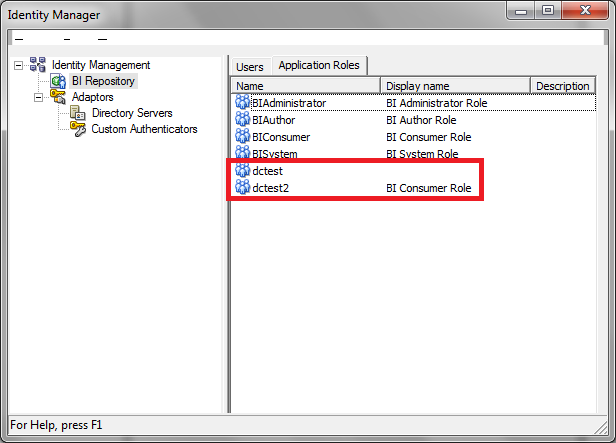 Identity Manager
Identity Management
BI Repository
Adaptors
Directory Servers
Custom Authenticators
Users Application Roles
Name Display name Description
BIAdministrator BI Administrator Role
BIAuthor BI Author Role
BIConsumer BI Consumer Role
BISystem BI System Role
dctest
dctest2 BI Consumer Role
For Help, press F1